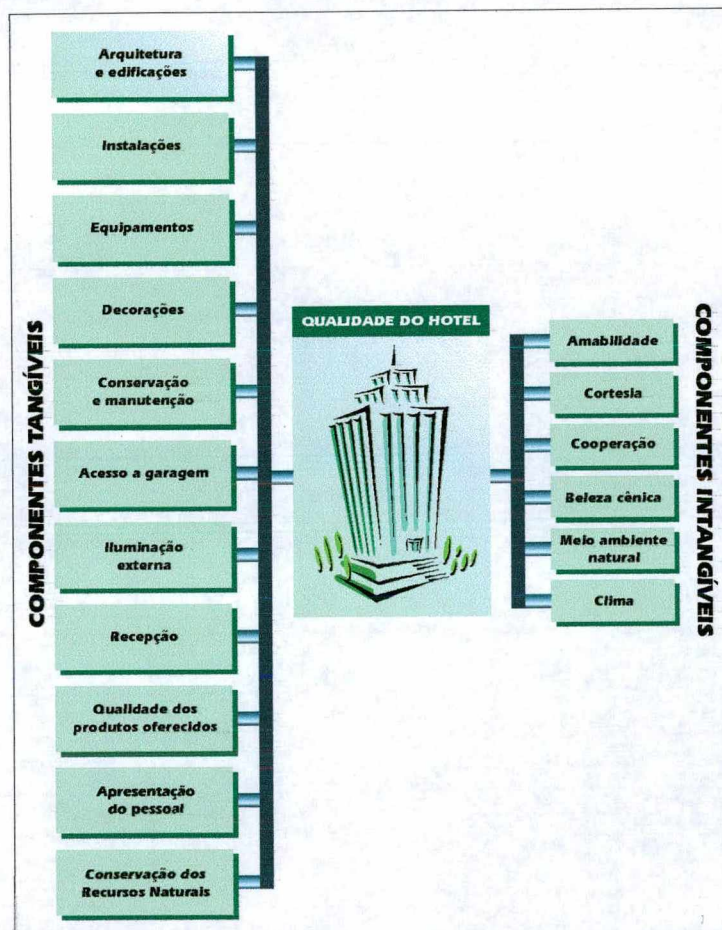 COMPONENTES TANGÍVEIS
Arquitetura
e edificações
Instalações
Equipamentos
Decorações
Conservação
e manutenção
Acesso a garagem
Iluminação
externa
Recepção
Qualidade dos
produtos oferecidos
Apresentação
do pessoal
Conservação dos
Recursos Naturais
QUALIDADE DO HOTEL
Amabilidade
Cortesia
Cooperação
Beleza cênica
Meio ambiente
natural
Clima
COMPONENTES INTANGÍVEIS